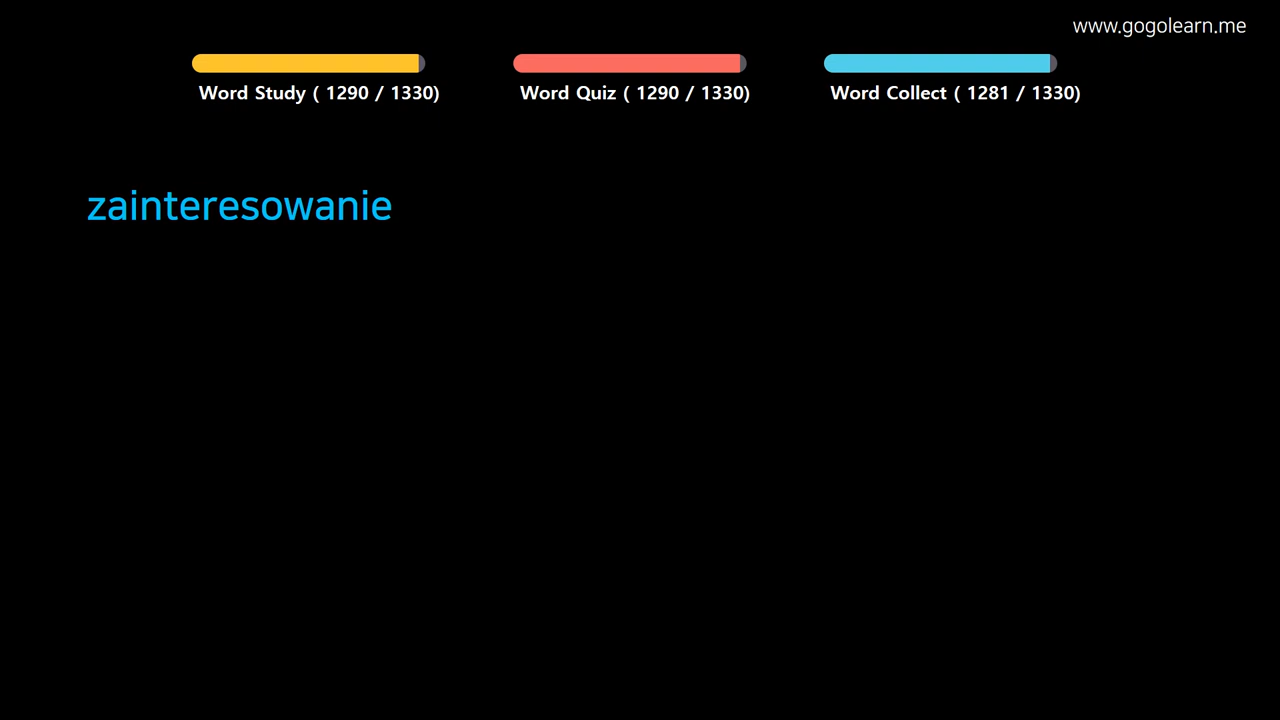 www.gogolearn.me
Word Study ( 1290 / 1330)
Word Quiz ( 1290 / 1330)
Word Collect ( 1281 / 1330)
zainteresowanie